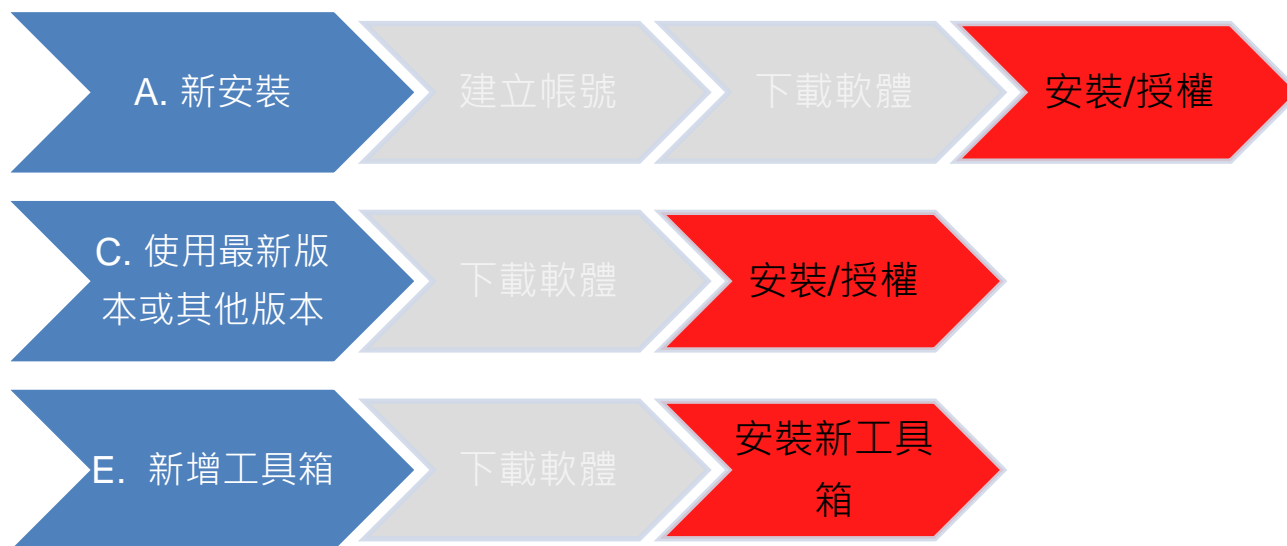 A. 新安裝
建立帳號
下載軟體
安裝/授權
C. 使用最新版
本或其他版本
下載軟體
安裝/授權
E. 新增工具箱
下載軟體
安裝新工具
箱